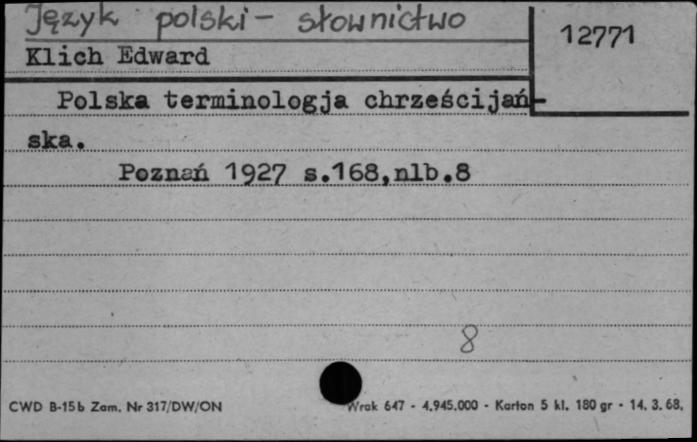 Język polski - słownictwo
12771
Klich Edward
Polska terminologja chrześcijań-
ska.
Poznań 1927 s.168,nlb.8
8
CWD B-15b Zam. Nr 317/DW/ON Wrak 647 - 4.945.000 - Karton 5 kl. 180 gr - 14. 3. 68.